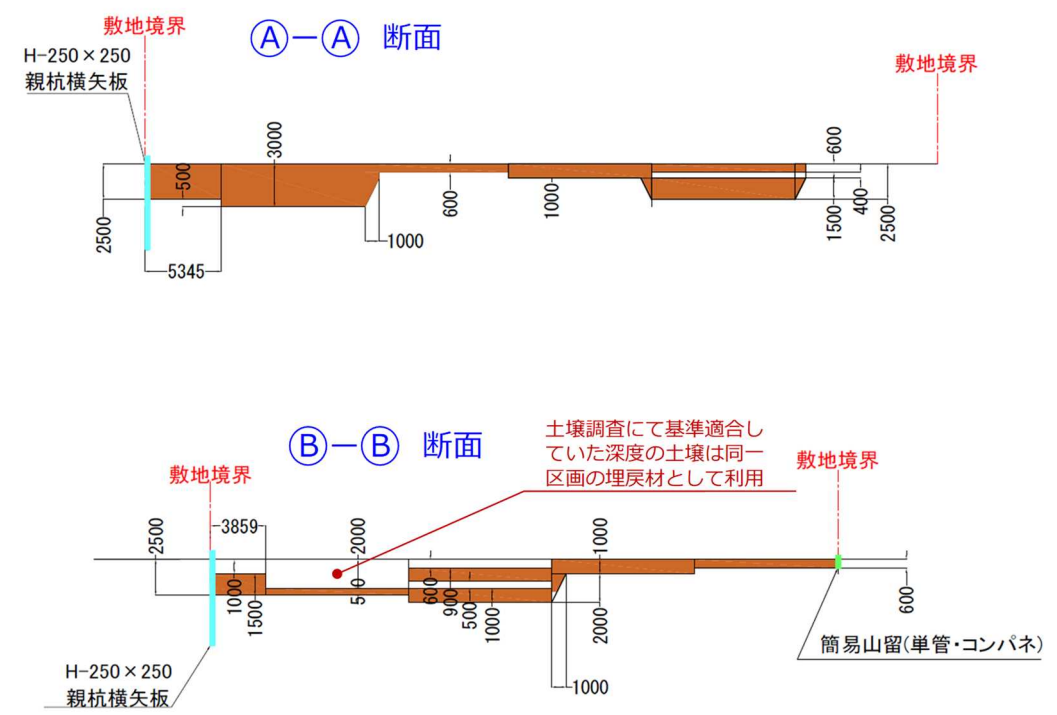 敷地境界
Ⓐ－Ⓐ 断面
H-250×250
親杭横矢板
敷地境界
3000
600
500
2500
600
1000
1500
400
2500
1000
5345
土壌調査にて基準適合し
ていた深度の土壌は同一
区画の埋戻材として利用
Ⓑ－Ⓑ 断面
敷地境界
敷地境界
2500
3859
2000
1000
1000
1500
600
900
500
1000
2000
600
簡易山留(単管・コンパネ)
H-250×250
親杭横矢板
1000